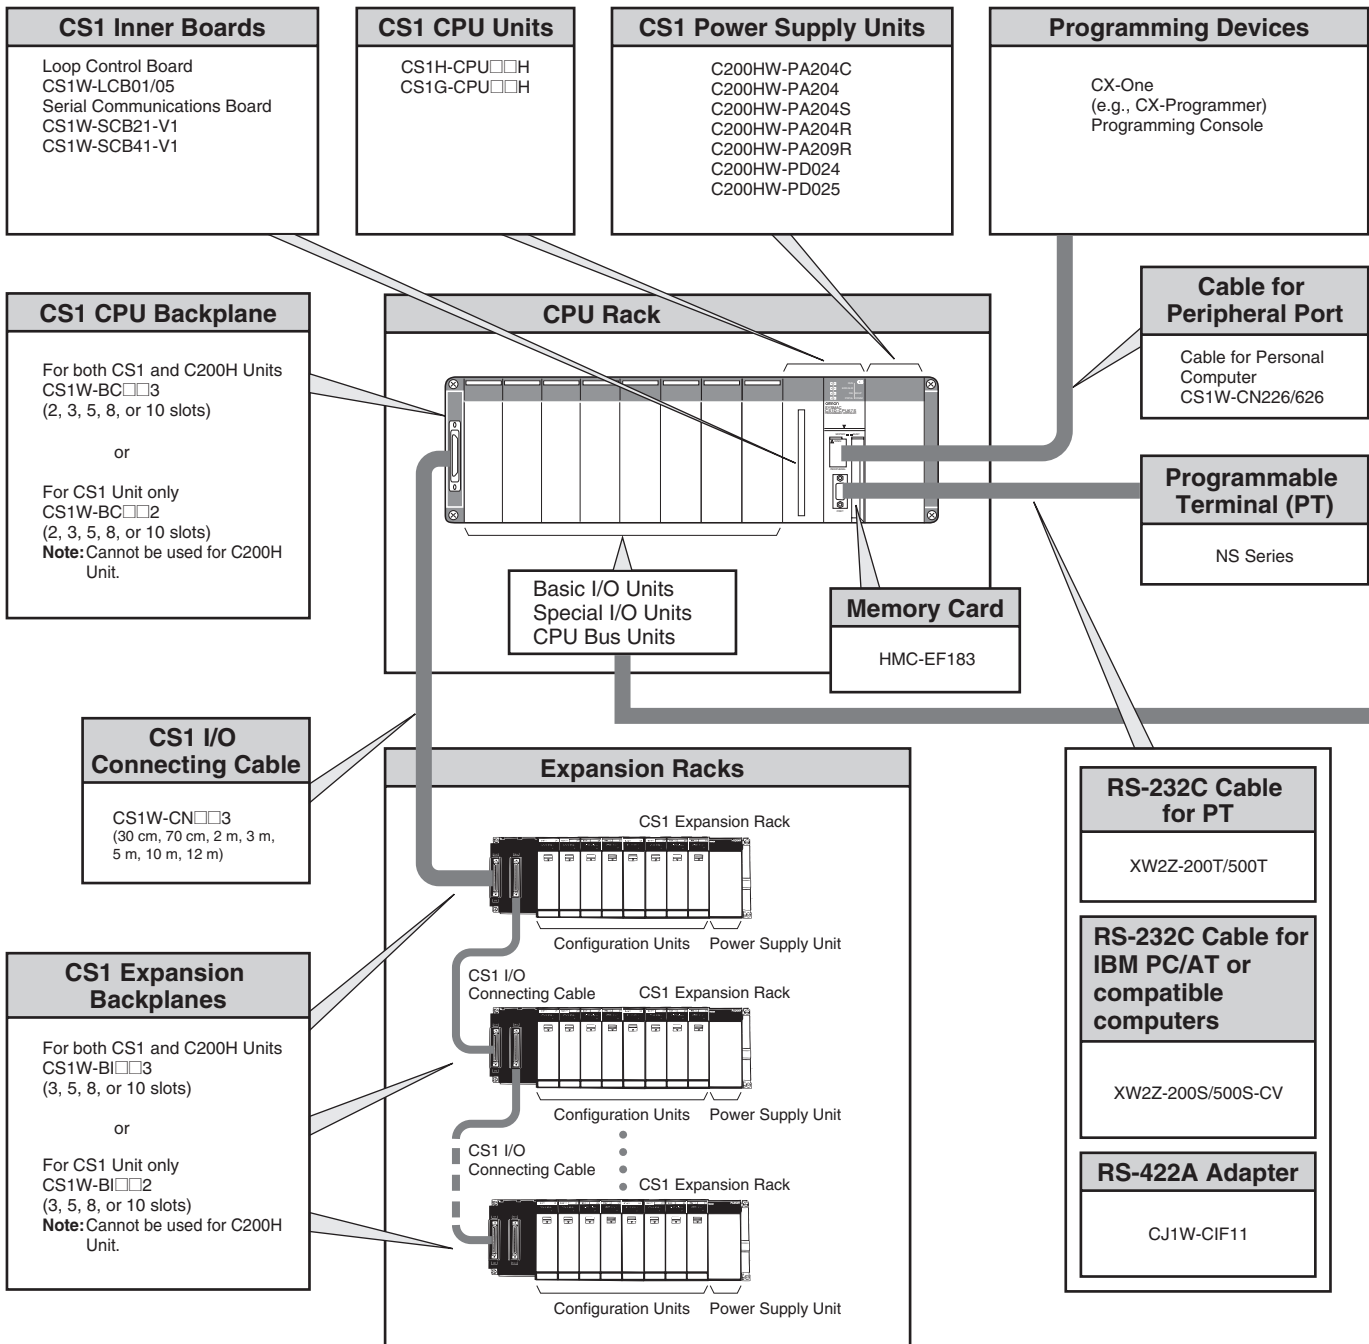 CS1 Inner Boards
Loop Control Board
CS1W-LCB01/05
Serial Communications Board
CS1W-SCB21-V1
CS1W-SCB41-V1
CS1 CPU Units
CS1H-CPU□□H
CS1G-CPU□□H
CS1 Power Supply Units
C200HW-PA204C
C200HW-PA204
C200HW-PA204S
C200HW-PA204R
C200HW-PA209R
C200HW-PD024
C200HW-PD025
Programming Devices
CX-One
(e.g., CX-Programmer)
Programming Console
CS1 CPU Backplane
For both CS1 and C200H Units
CS1W-BC□□3
(2, 3, 5, 8, or 10 slots)
or
For CS1 Unit only
CS1W-BC□□2
(2, 3, 5, 8, or 10 slots)
Note: Cannot be used for C200H
Unit.
CPU Rack
Cable for
Peripheral Port
Cable for Personal
Computer
CS1W-CN226/626
Programmable
Terminal (PT)
NS Series
Basic I/O Units
Special I/O Units
CPU Bus Units
Memory Card
HMC-EF183
CS1 I/O
Connecting Cable
CS1W-CN□□3
(30 cm, 70 cm, 2 m, 3 m,
5 m, 10 m, 12 m)
Expansion Racks
CS1 Expansion Rack
Configuration Units
Power Supply Unit
CS1 I/O
Connecting Cable
CS1 Expansion Rack
Configuration Units
Power Supply Unit
CS1 I/O
Connecting Cable
CS1 Expansion Rack
Configuration Units
Power Supply Unit
CS1 Expansion
Backplanes
For both CS1 and C200H Units
CS1W-BI□□3
(3, 5, 8, or 10 slots)
or
For CS1 Unit only
CS1W-BI□□2
(3, 5, 8, or 10 slots)
Note: Cannot be used for C200H
Unit.
RS-232C Cable
for PT
XW2Z-200T/500T
RS-232C Cable for
IBM PC/AT or
compatible
computers
XW2Z-200S/500S-CV
RS-422A Adapter
CJ1W-CIF11